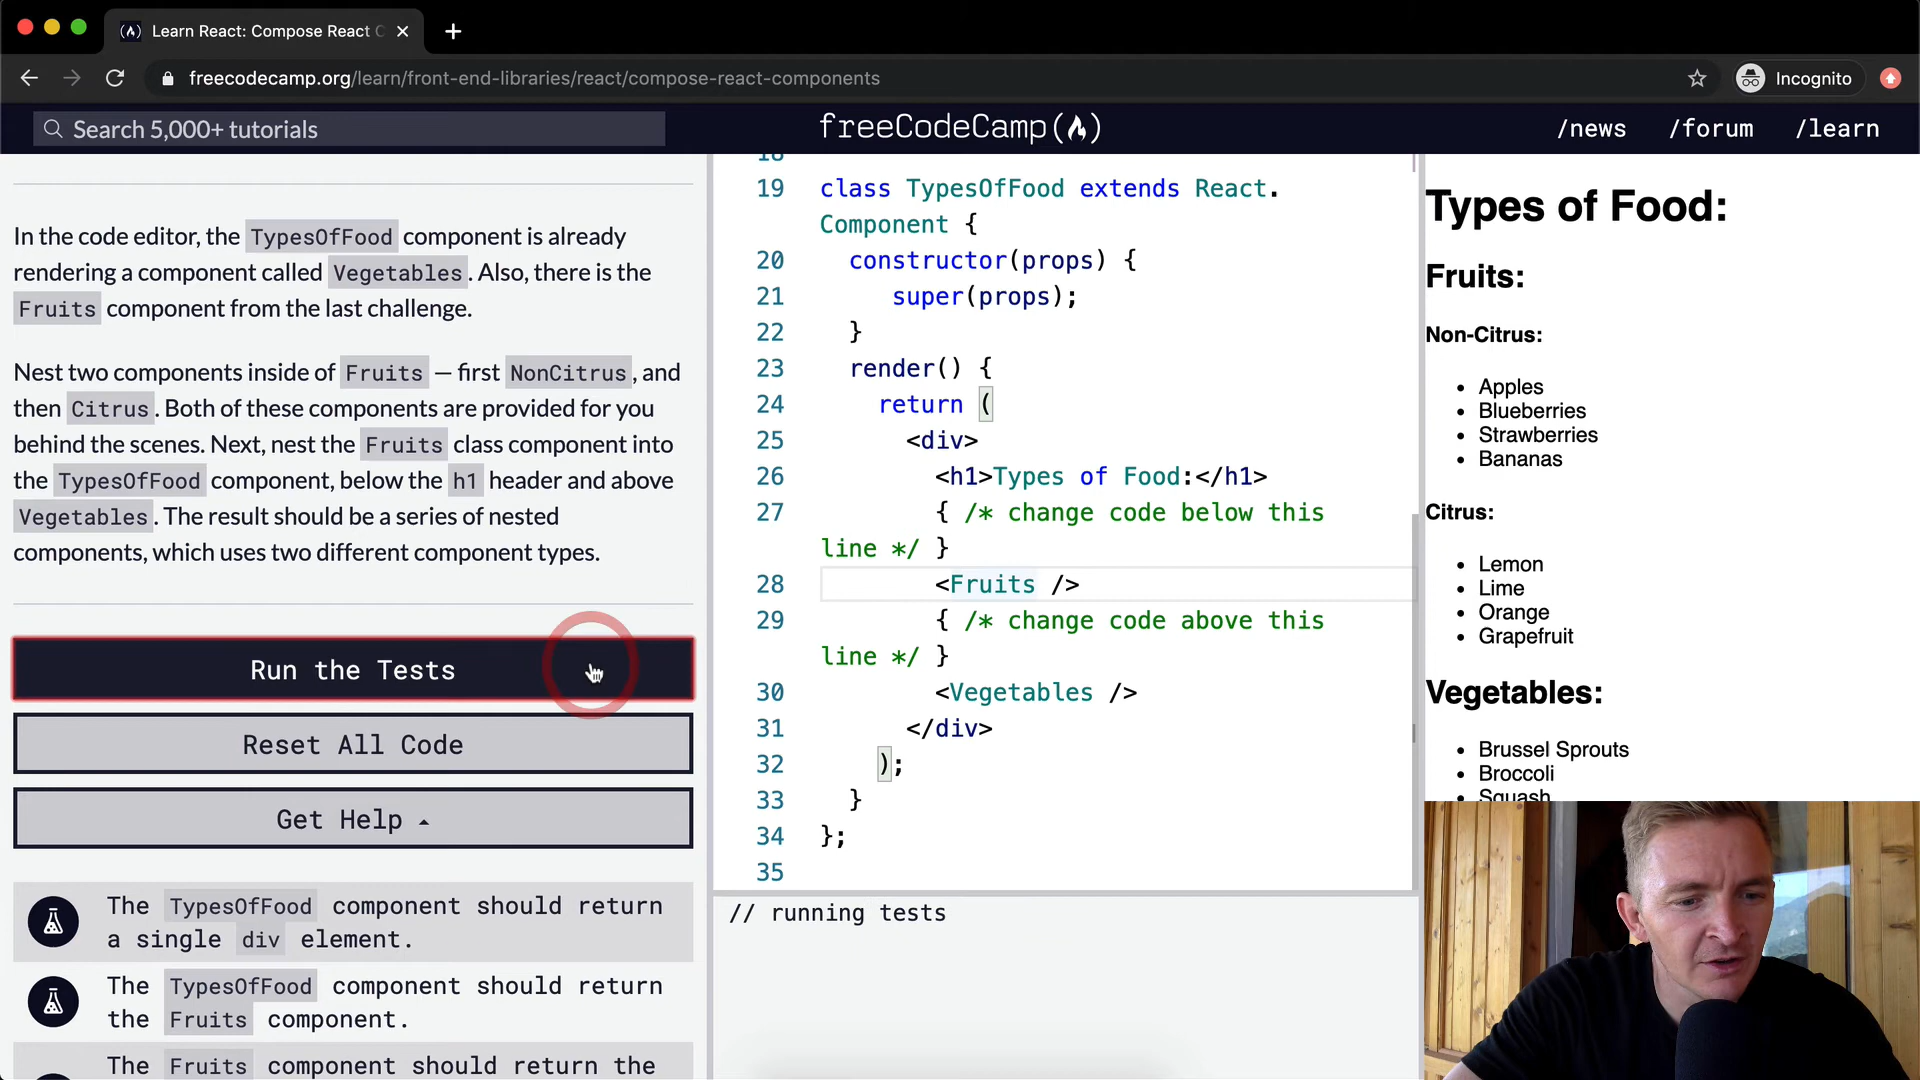 Learn React: Compose React C
freecodecamp.org/learn/front-end-libraries/react/compose-react-components
Incognito
Search 5,000+ tutorials
freeCodeCamp
/news
/forum
/learn
In the code editor, the TypesOfFood component is already
rendering a component called Vegetables. Also, there is the
Fruits component from the last challenge.
Nest two components inside of Fruits — first NonCitrus, and
then Citrus. Both of these components are provided for you
behind the scenes. Next, nest the Fruits class component into
the TypesOfFood component, below the h1 header and above
Vegetables. The result should be a series of nested
components, which uses two different component types.
Run the Tests
Reset All Code
Get Help
The TypesOfFood component should return
a single div element.
The TypesOfFood component should return
the Fruits component.
The Fruits component should return the
18
19 class TypesOfFood extends React.
Component {
20 constructor(props) {
21 super(props);
22 }
23 render() {
24 return (
25 <div>
26 <h1>Types of Food:</h1>
27 { /* change code below this
line */ }
28 <Fruits />
29 { /* change code above this
line */ }
30 <Vegetables />
31 </div>
32 );
33 }
34 };
35
// running tests
Types of Food:
Fruits:
Non-Citrus:
Apples
Blueberries
Strawberries
Bananas
Citrus:
Lemon
Lime
Orange
Grapefruit
Vegetables:
Brussel Sprouts
Broccoli
Squash